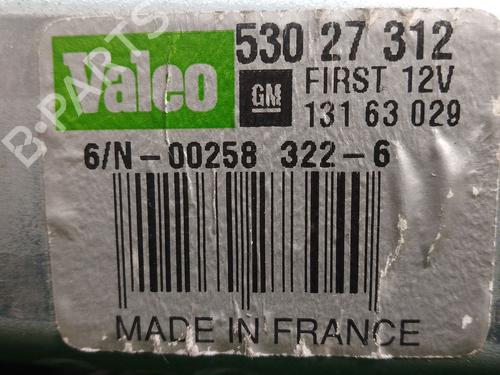 Valeo
530 27 312
GM
FIRST 12V
131 63 029
6/N-00258 322-6
MADE IN FRANCE
B-PARTS